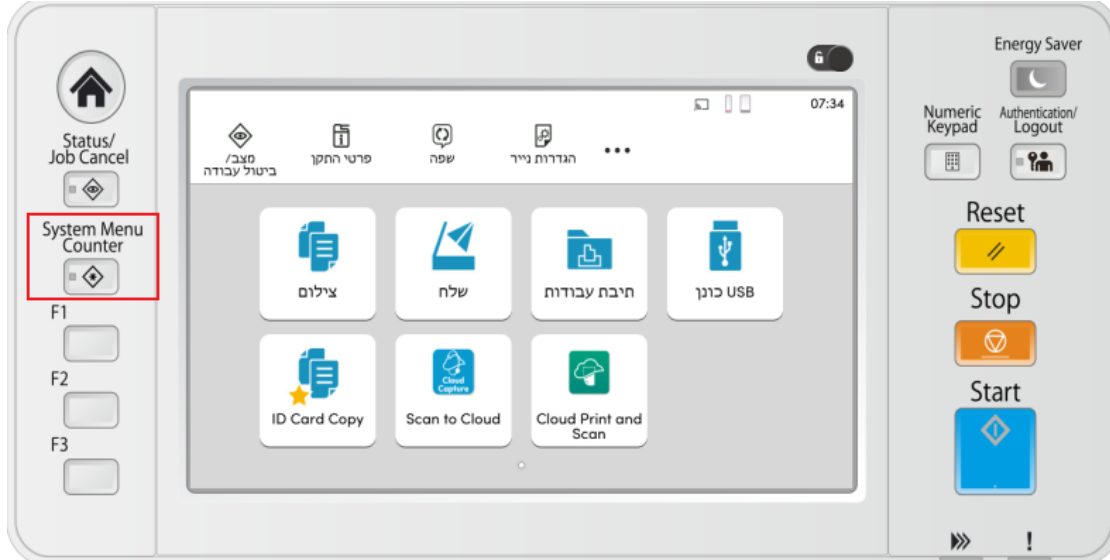 Energy Saver
07:34
Status/
Job Cancel
מצב/
ביטול עבודה
פרטי התקן
שפה
הגדרות נייר
Numeric
Keypad
Authentication/
Logout
System Menu
Counter
צילום
שלח
תיבת עבודות
כונן USB
Reset
Stop
F1
F2
F3
ID Card Copy
Cloud
Capture
Scan to Cloud
Cloud Print and
Scan
Start
!